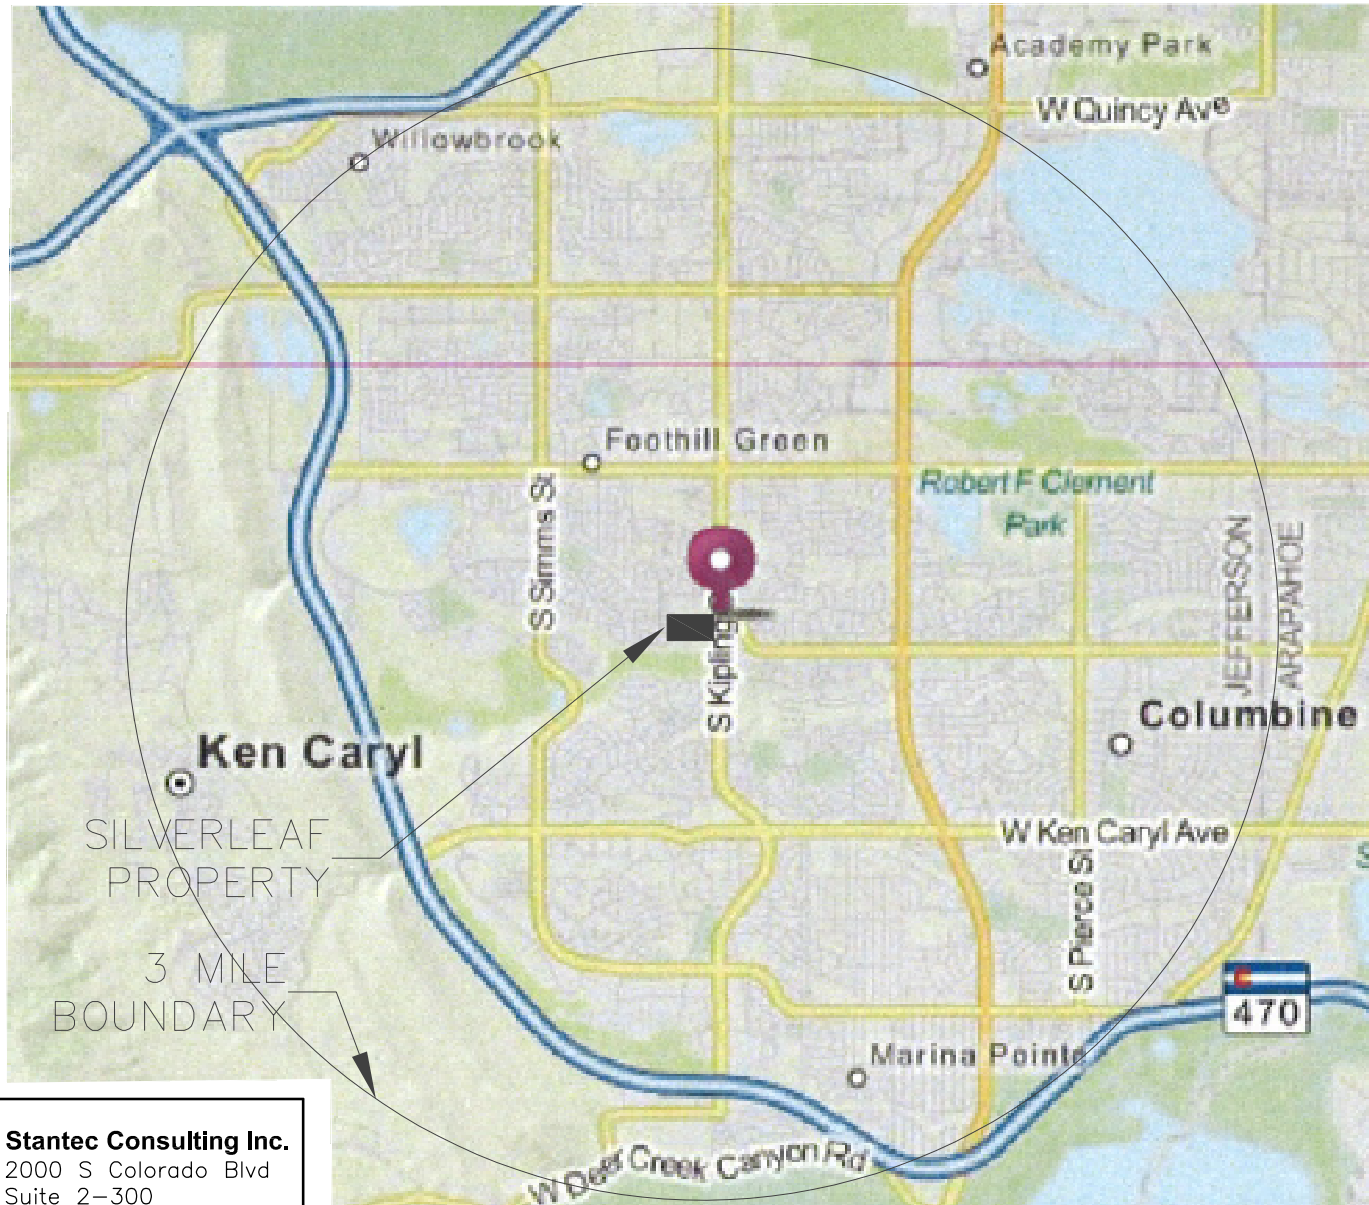 Academy Park
W Quincy Ave
Willowbrook
Foothill Green
Robert F Clement
Park
S Simms St
JEFFERSON
ARAPAHOE
S Kipling
Columbine
Ken Caryl
SILVERLEAF
PROPERTY
W Ken Caryl Ave
S
S Pierce St
3 MILE
BOUNDARY
470
Marina Pointe
W Deer Creek Canyon Rd
Stantec Consulting Inc.
2000 S Colorado Blvd
Suite 2-300